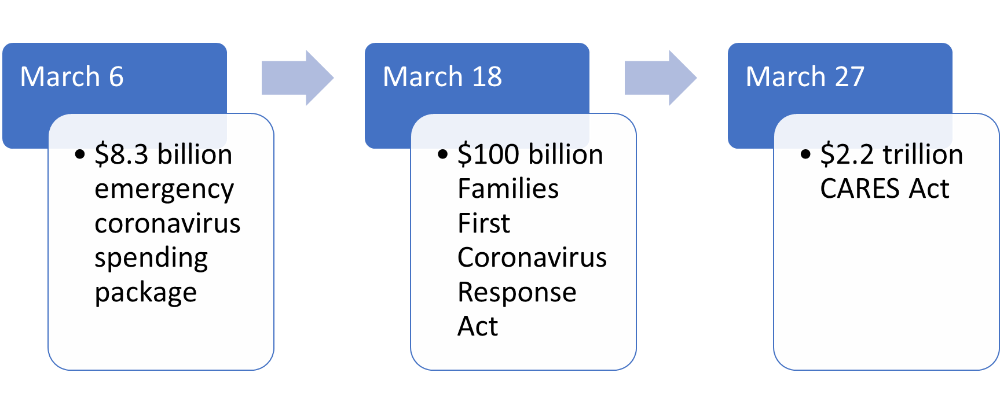 March 6
• $8.3 billion
emergency
coronavirus
spending
package
March 18
• $100 billion
Families
First
Coronavirus
Response
Act
March 27
• $2.2 trillion
CARES Act